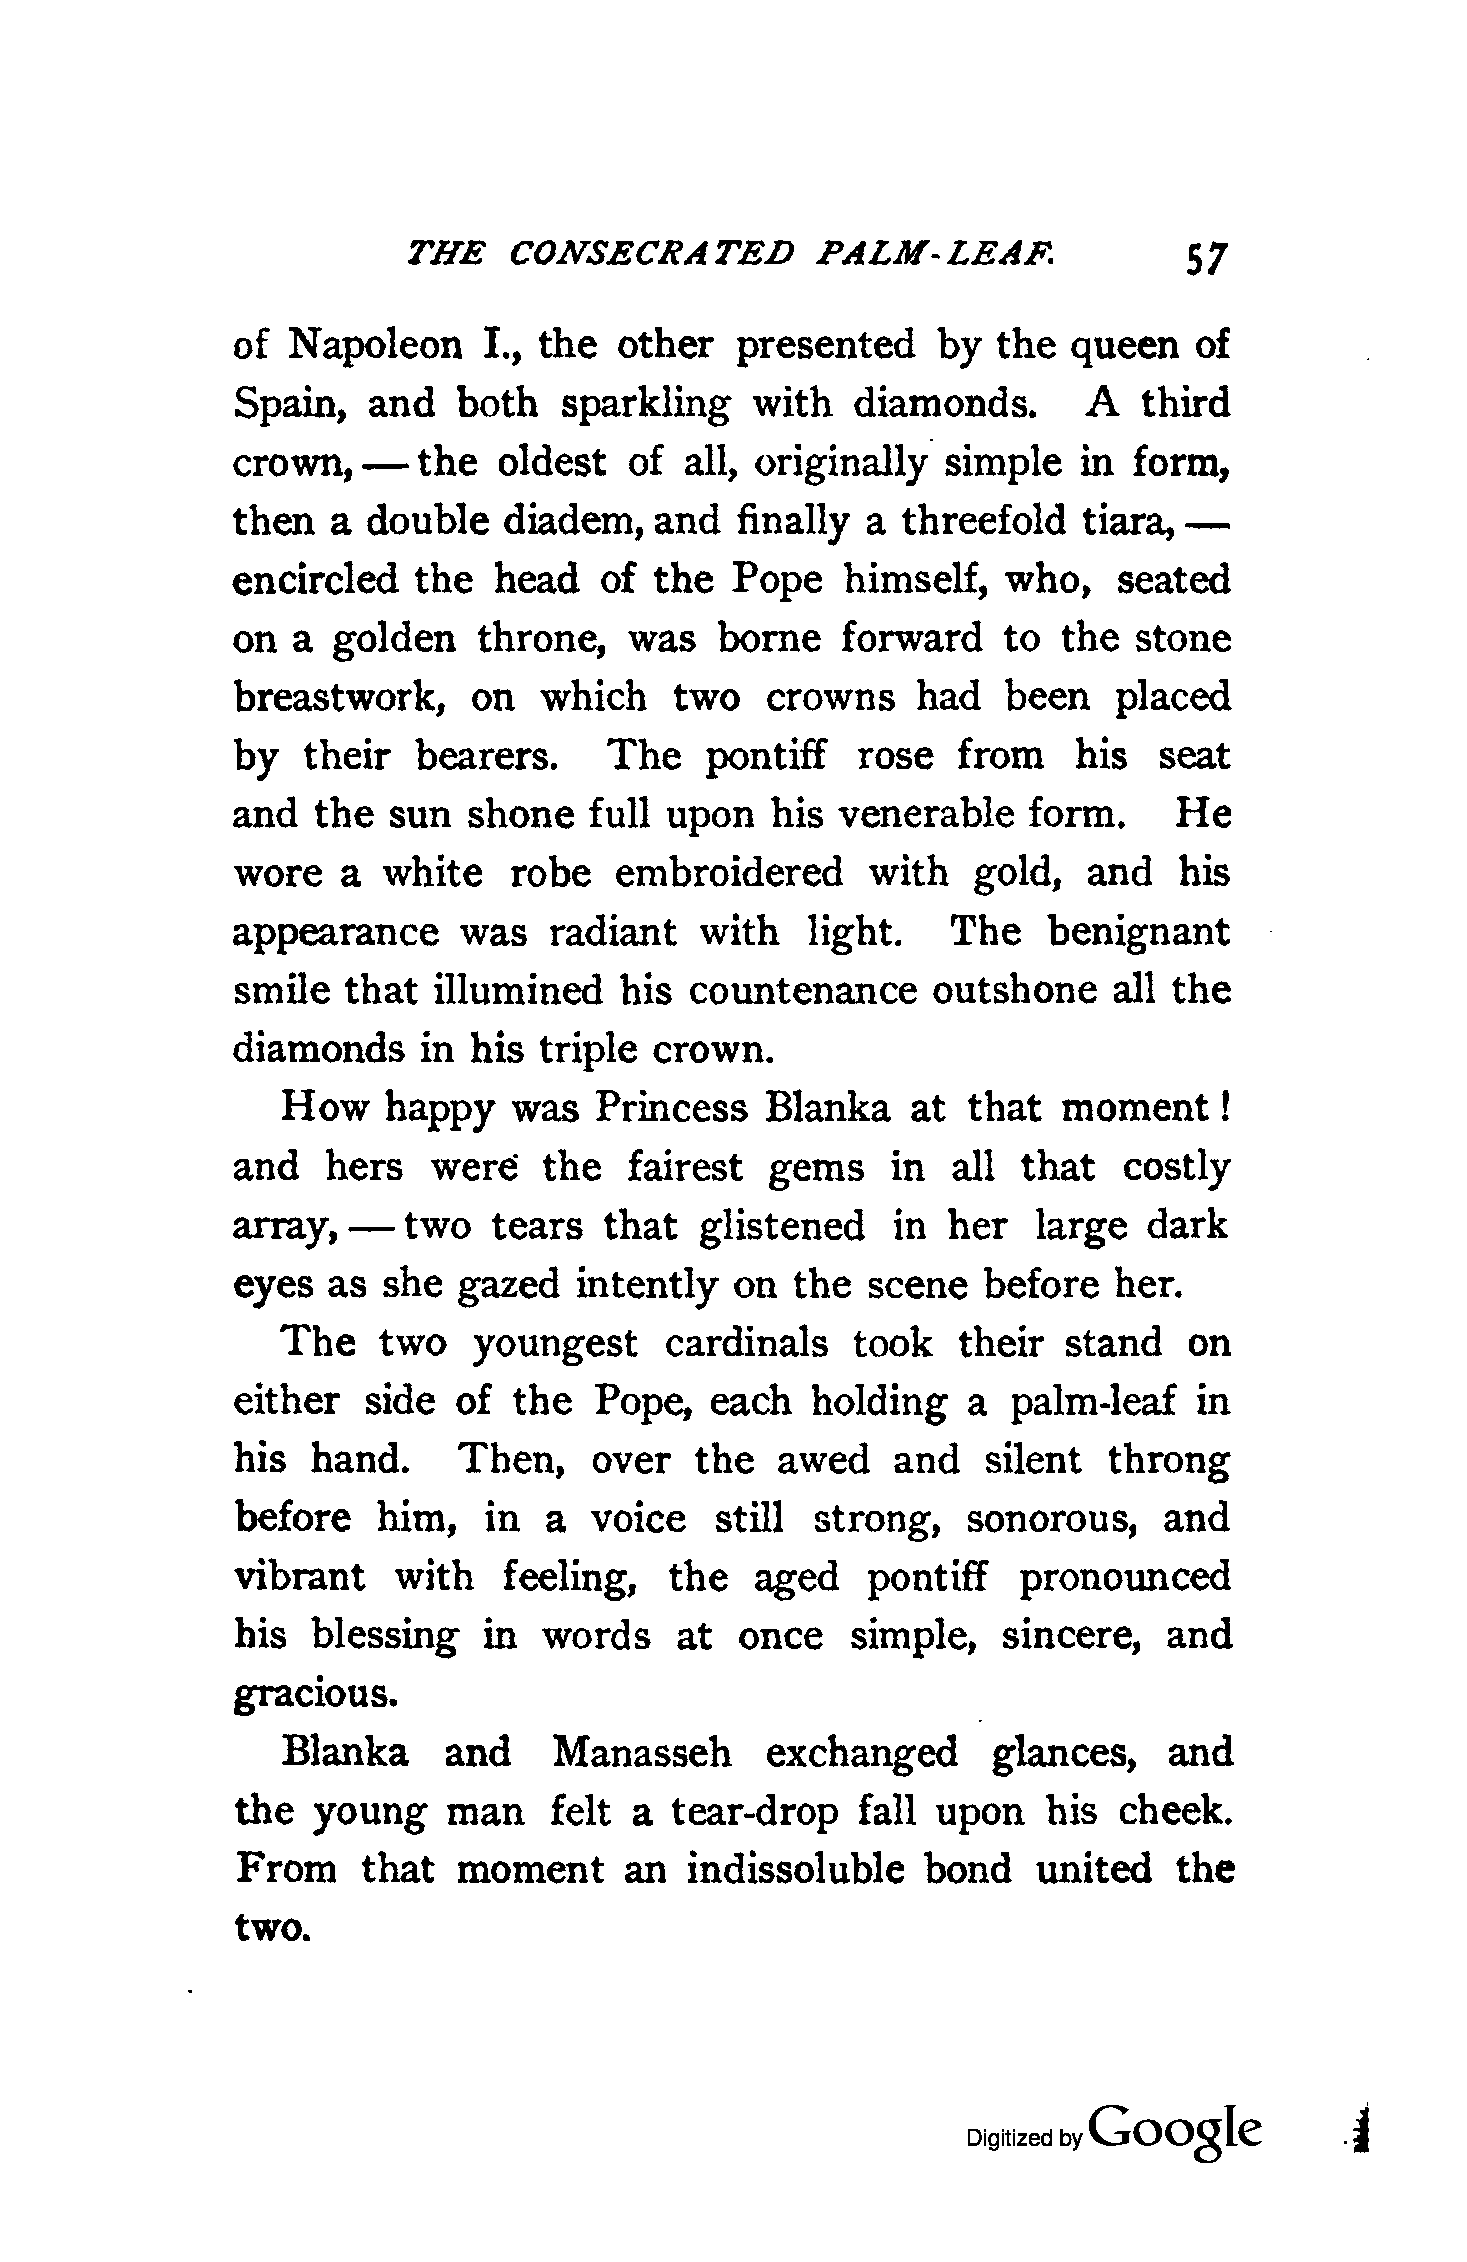 THE CONSECRATED PALM-LEAF. 57
of Napoleon I., the other presented by the queen of
Spain, and both sparkling with diamonds. A third
crown, — the oldest of all, originally simple in form,
then a double diadem, and finally a threefold tiara, —
encircled the head of the Pope himself, who, seated
on a golden throne, was borne forward to the stone
breastwork, on which two crowns had been placed
by their bearers. The pontiff rose from his seat
and the sun shone full upon his venerable form. He
wore a white robe embroidered with gold, and his
appearance was radiant with light. The benignant
smile that illumined his countenance outshone all the
diamonds in his triple crown.
How happy was Princess Blanka at that moment!
and hers were the fairest gems in all that costly
array, — two tears that glistened in her large dark
eyes as she gazed intently on the scene before her.
The two youngest cardinals took their stand on
either side of the Pope, each holding a palm-leaf in
his hand. Then, over the awed and silent throng
before him, in a voice still strong, sonorous, and
vibrant with feeling, the aged pontiff pronounced
his blessing in words at once simple, sincere, and
gracious.
Blanka and Manasseh exchanged glances, and
the young man felt a tear-drop fall upon his cheek.
From that moment an indissoluble bond united the
two.
Digitized by Google